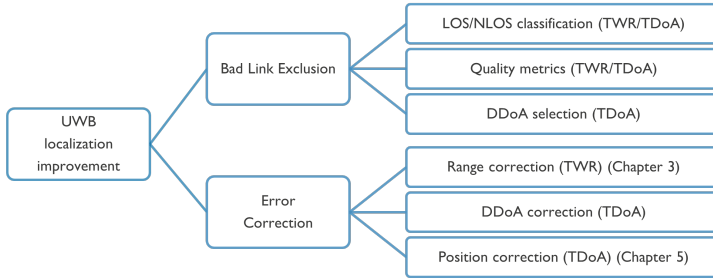 UWB
localization
improvement
Bad Link Exclusion
LOS/NLOS classification (TWR/TDoA)
Quality metrics (TWR/TDoA)
DDoA selection (TDoA)
Error
Correction
Range correction (TWR) (Chapter 3)
DDoA correction (TDoA)
Position correction (TDoA) (Chapter 5)